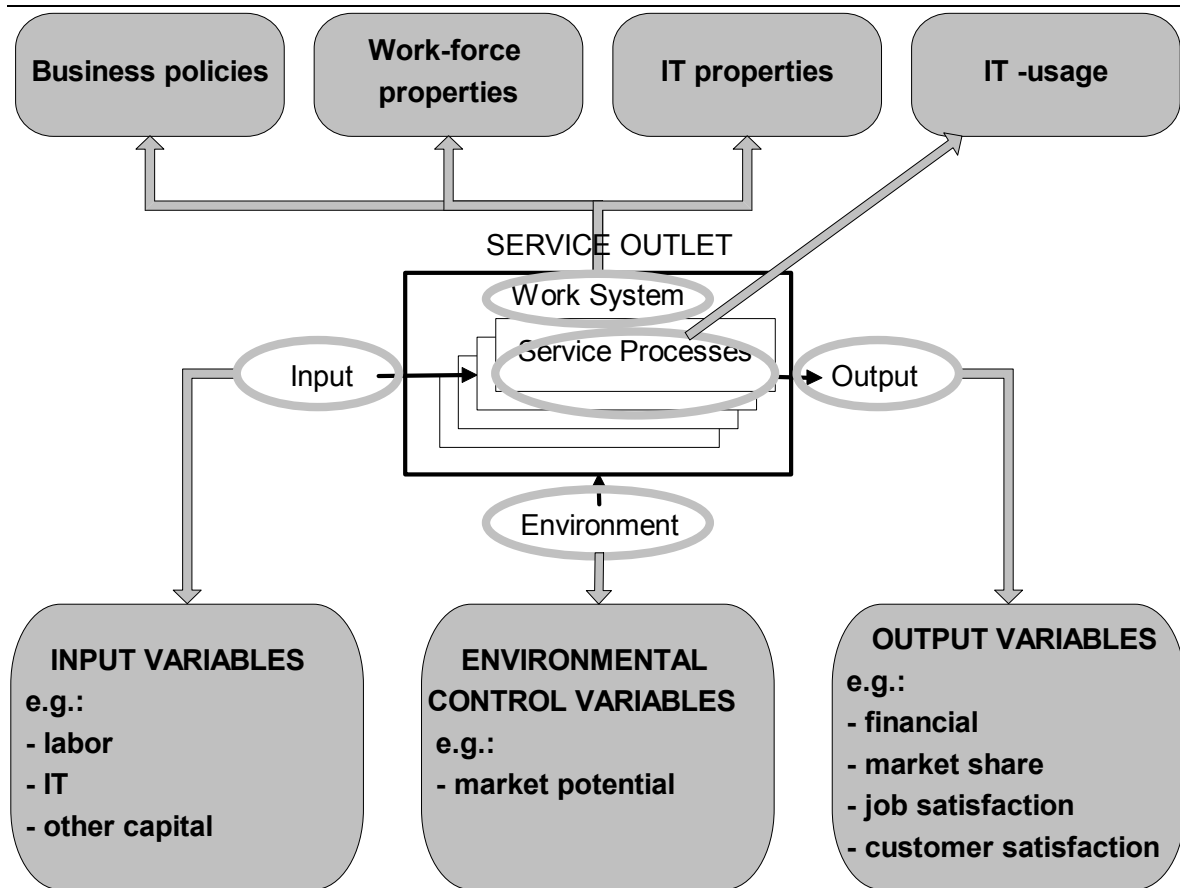 Business policies
Work-force
properties
IT properties
IT -usage
SERVICE OUTLET
Work System
Service Processes
Input
Output
Environment
INPUT VARIABLES
e.g.:
- labor
- IT
- other capital
ENVIRONMENTAL
CONTROL VARIABLES
e.g.:
- market potential
OUTPUT VARIABLES
e.g.:
- financial
- market share
- job satisfaction
- customer satisfaction